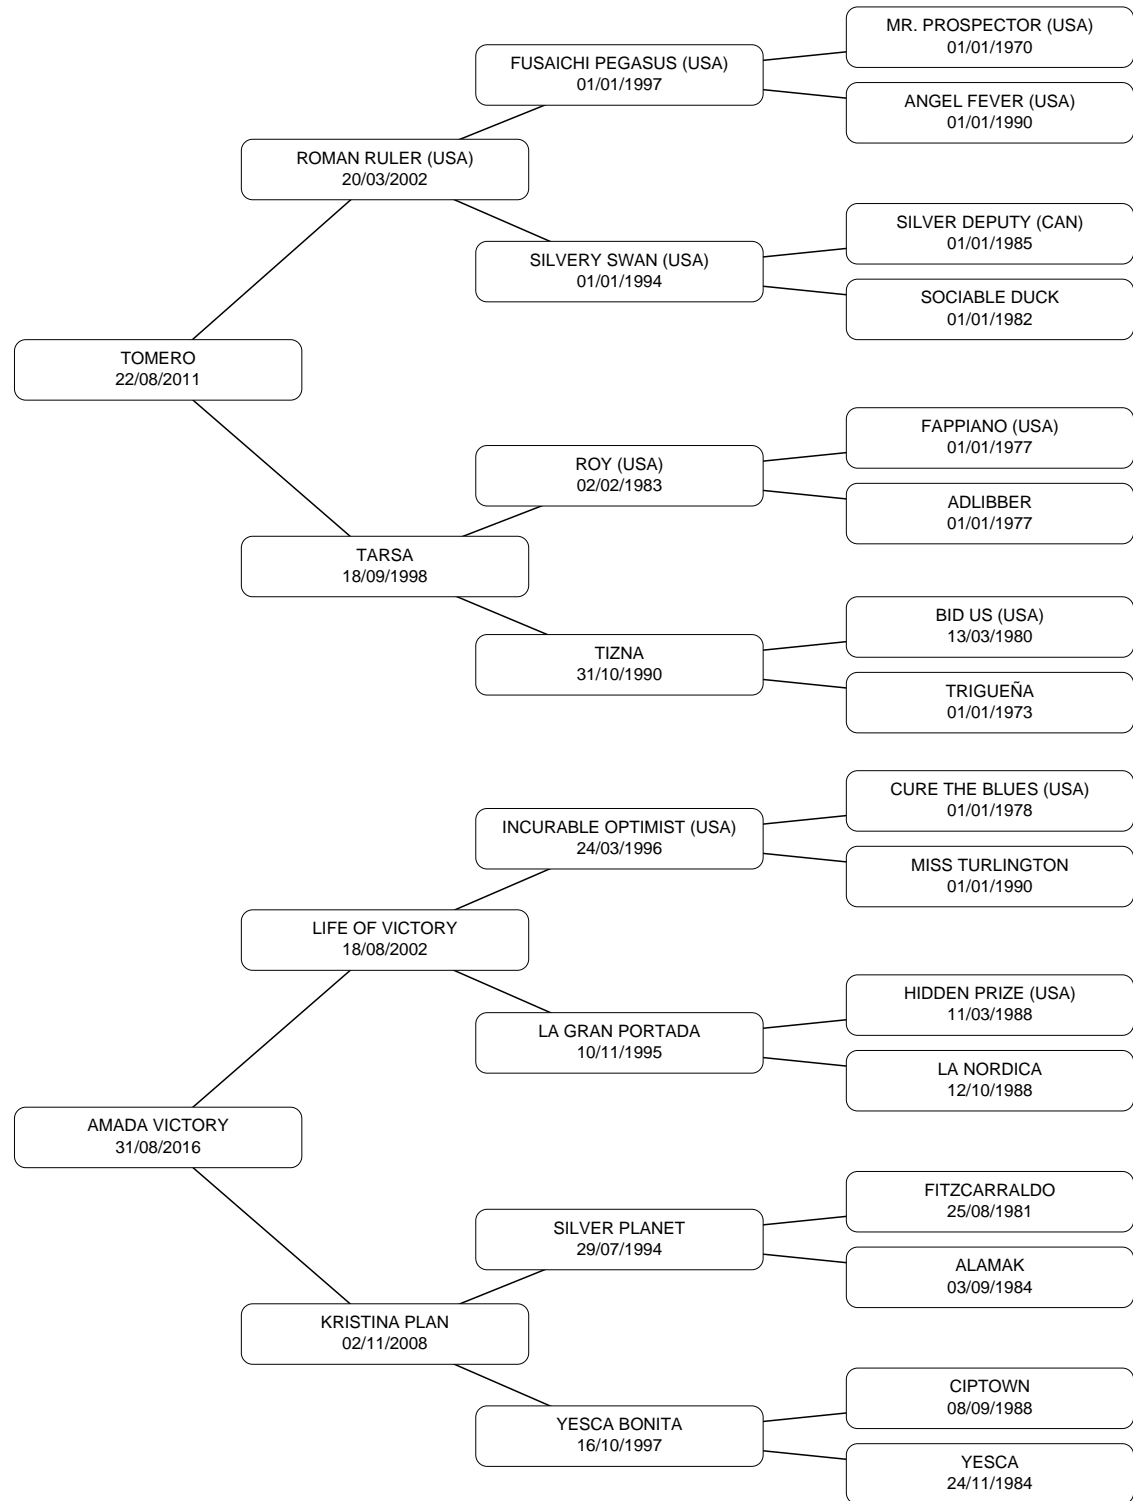 MR. PROSPECTOR (USA)
01/01/1970
FUSAICHI PEGASUS (USA)
01/01/1997
ANGEL FEVER (USA)
01/01/1990
ROMAN RULER (USA)
20/03/2002
SILVER DEPUTY (CAN)
01/01/1985
SILVERY SWAN (USA)
01/01/1994
SOCIABLE DUCK
01/01/1982
TOMERO
22/08/2011
FAPPIANO (USA)
01/01/1977
ROY (USA)
02/02/1983
ADLIBBER
01/01/1977
TARSA
18/09/1998
BID US (USA)
13/03/1980
TIZNA
31/10/1990
TRIGUEÑA
01/01/1973
CURE THE BLUES (USA)
01/01/1978
INCURABLE OPTIMIST (USA)
24/03/1996
MISS TURLINGTON
01/01/1990
LIFE OF VICTORY
18/08/2002
HIDDEN PRIZE (USA)
11/03/1988
LA GRAN PORTADA
10/11/1995
LA NORDICA
12/10/1988
AMADA VICTORY
31/08/2016
FITZCARRALDO
25/08/1981
SILVER PLANET
29/07/1994
ALAMAK
03/09/1984
KRISTINA PLAN
02/11/2008
CIPTOWN
08/09/1988
YESCA BONITA
16/10/1997
YESCA
24/11/1984